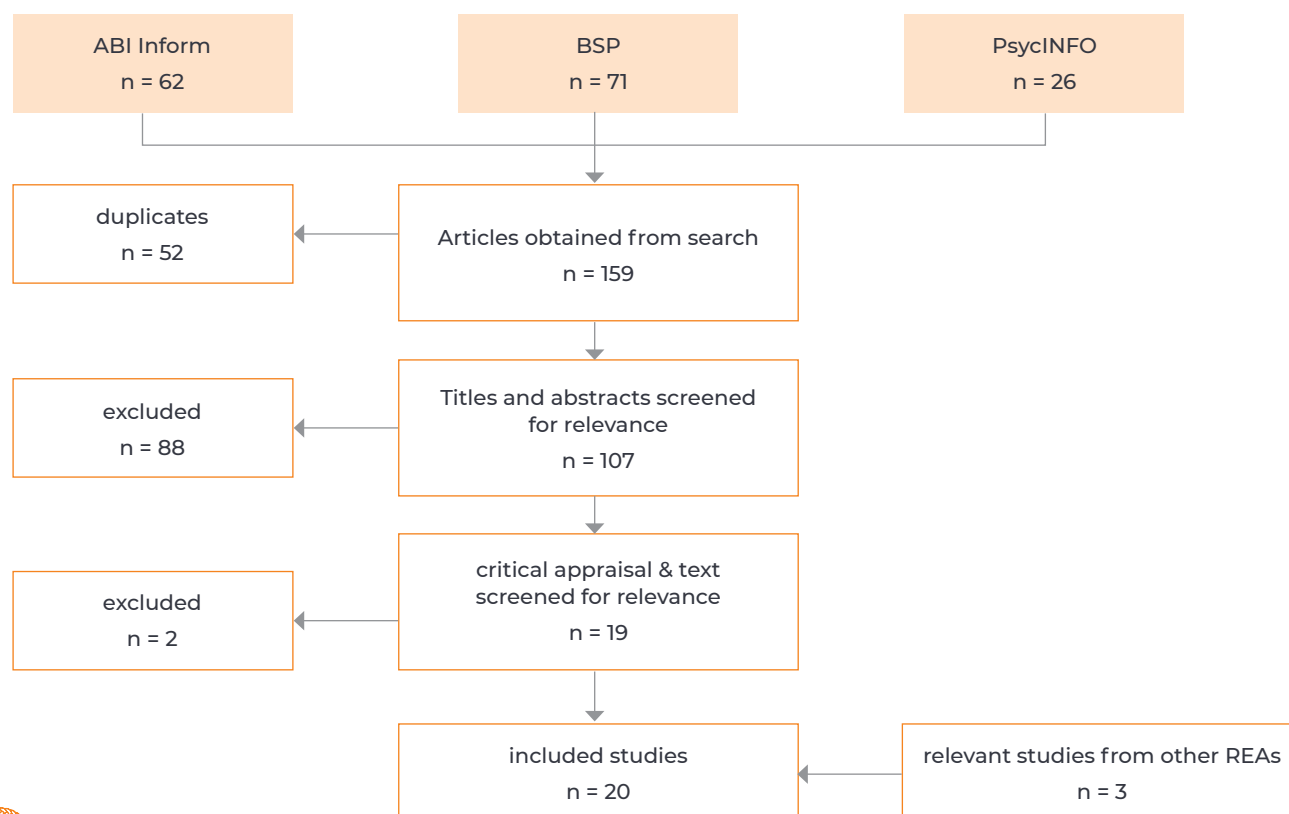 ABI Inform
n = 62
BSP
n = 71
PsycINFO
n = 26
duplicates
n = 52
Articles obtained from search
n = 159
excluded
n = 88
Titles and abstracts screened
for relevance
n = 107
excluded
n = 2
critical appraisal & text
screened for relevance
n = 19
included studies
n = 20
relevant studies from other REAs
n = 3